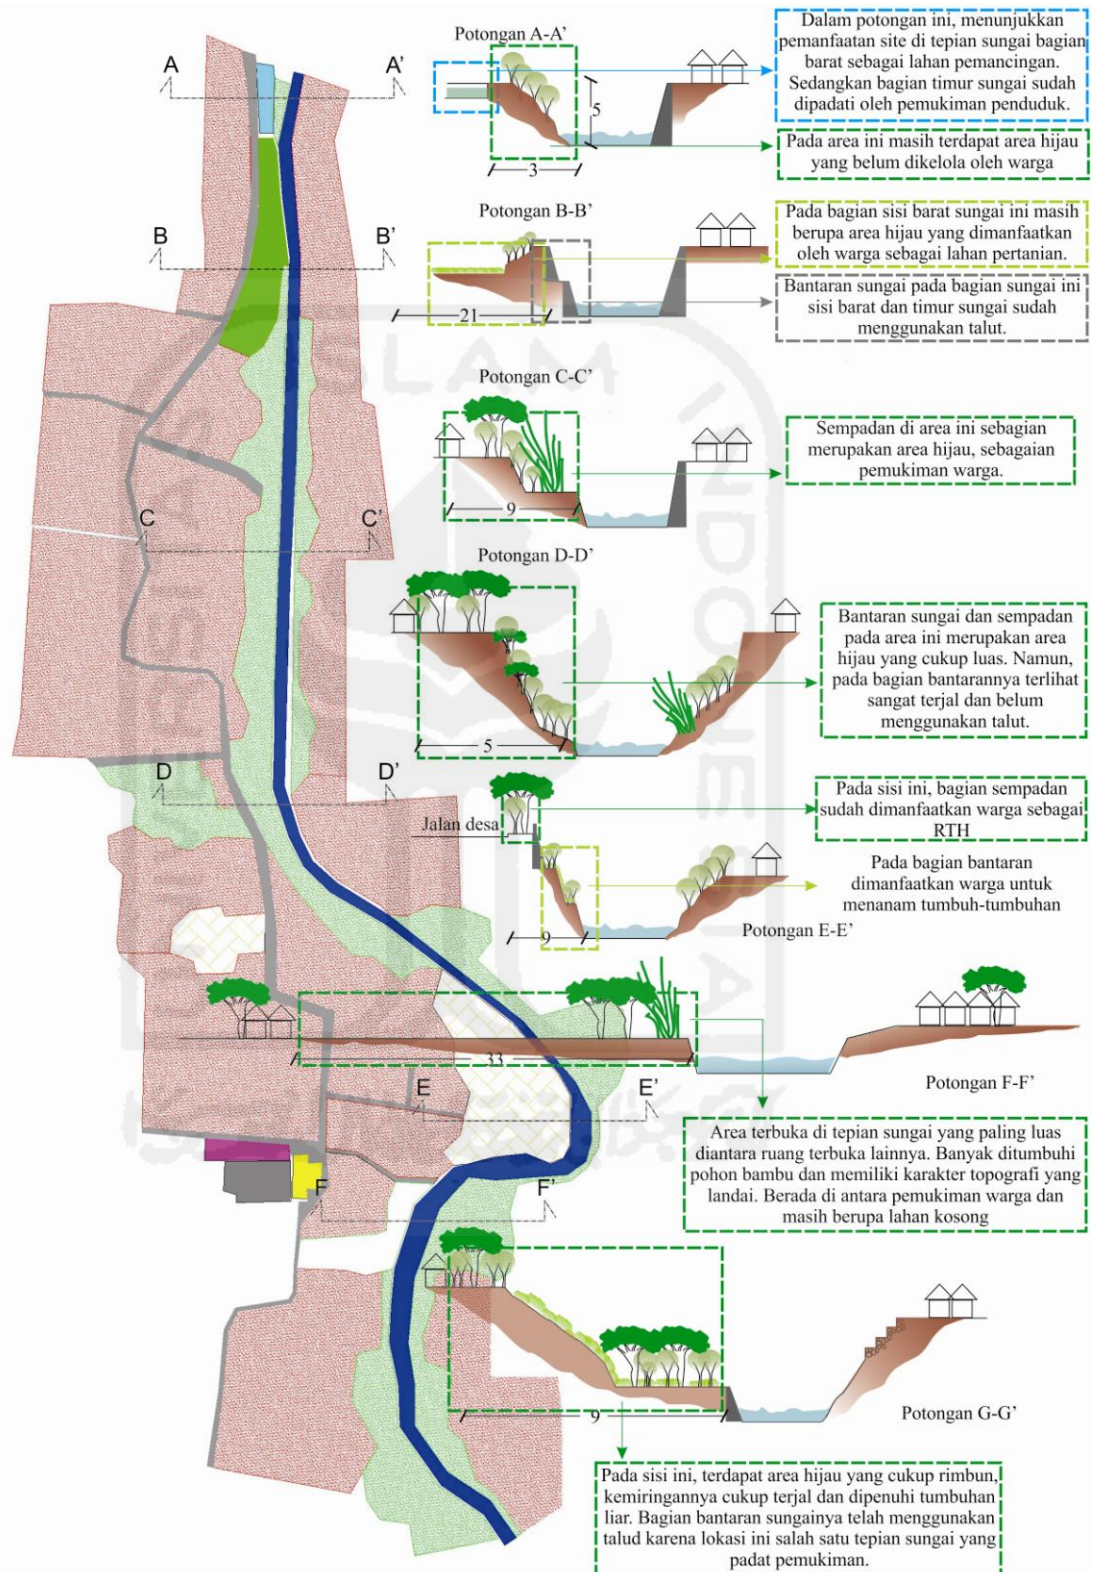 Potongan A-A’
Dalam potongan ini, menunjukkan
pemanfaatan site di tepian sungai bagian
barat sebagai lahan pemancingan.
Sedangkan bagian timur sungai sudah
dipadati oleh pemukiman penduduk.
A
A’
5
3
Pada area ini masih terdapat area hijau
yang belum dikelola oleh warga
Potongan B-B’
B
B’
21
Pada bagian sisi barat sungai ini masih
berupa area hijau yang dimanfaatkan
oleh warga sebagai lahan pertanian.
Bantaran sungai pada bagian sungai ini
sisi barat dan timur sungai sudah
menggunakan talut.
Potongan C-C’
C
C’
9
Sempadan di area ini sebagian
merupakan area hijau, sebagaian
pemukiman warga.
Potongan D-D’
D
D’
5
Bantaran sungai dan sempadan
pada area ini merupakan area
hijau yang cukup luas. Namun,
pada bagian bantarannya terlihat
sangat terjal dan belum
menggunakan talut.
Jalan desa
Pada sisi ini, bagian sempadan
sudah dimanfaatkan warga sebagai
RTH
Pada bagian bantaran
dimanfaatkan warga untuk
menanam tumbuh-tumbuhan
9
Potongan E-E’
33
Potongan F-F’
E
E’
Area terbuka di tepian sungai yang paling luas
diantara ruang terbuka lainnya. Banyak ditumbuhi
pohon bambu dan memiliki karakter topografi yang
landai. Berada di antara pemukiman warga dan
masih berupa lahan kosong
F
F’
9
Potongan G-G’
Pada sisi ini, terdapat area hijau yang cukup rimbun,
kemiringannya cukup terjal dan dipenuhi tumbuhan
liar. Bagian bantaran sungainya telah menggunakan
talud karena lokasi ini salah satu tepian sungai yang
padat pemukiman.
UNIVERSITAS
ISLAM
INDONESIA